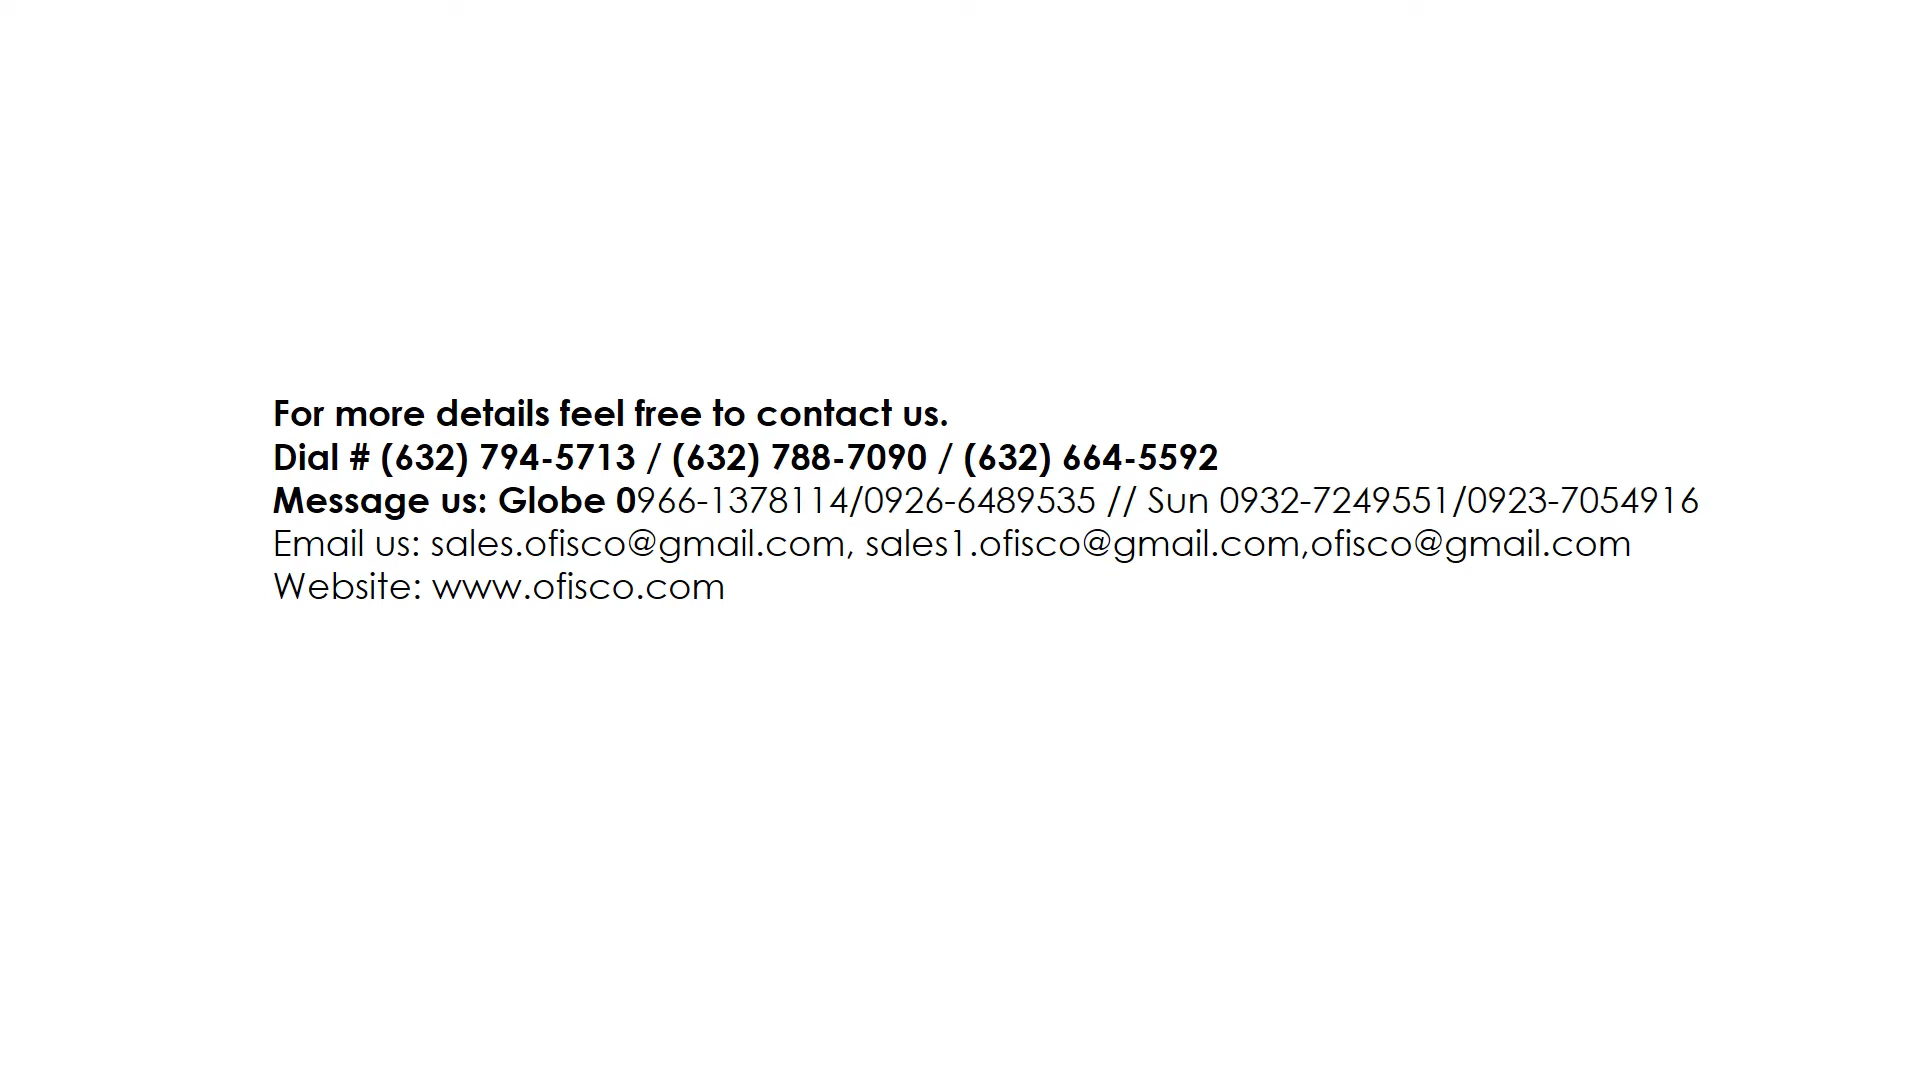 For more details feel free to contact us.
Dial # (632) 794-5713 / (632) 788-7090 / (632) 664-5592
Message us: Globe 0966-1378114/0926-6489535 // Sun 0932-7249551/0923-7054916
Email us: sales.ofisco@gmail.com, sales1.ofisco@gmail.com,ofisco@gmail.com
Website: www.ofisco.com